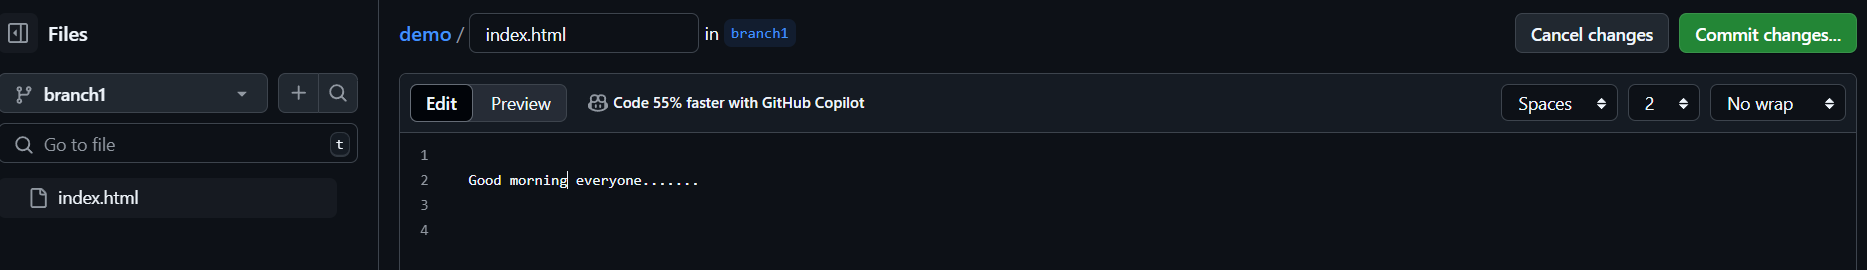 Files
demo / index.html in branch1
Cancel changes
Commit changes...
branch1
Edit
Preview
Code 55% faster with GitHub Copilot
Spaces
2
No wrap
Go to file
t
index.html
1
2 Good morning everyone.......
3
4